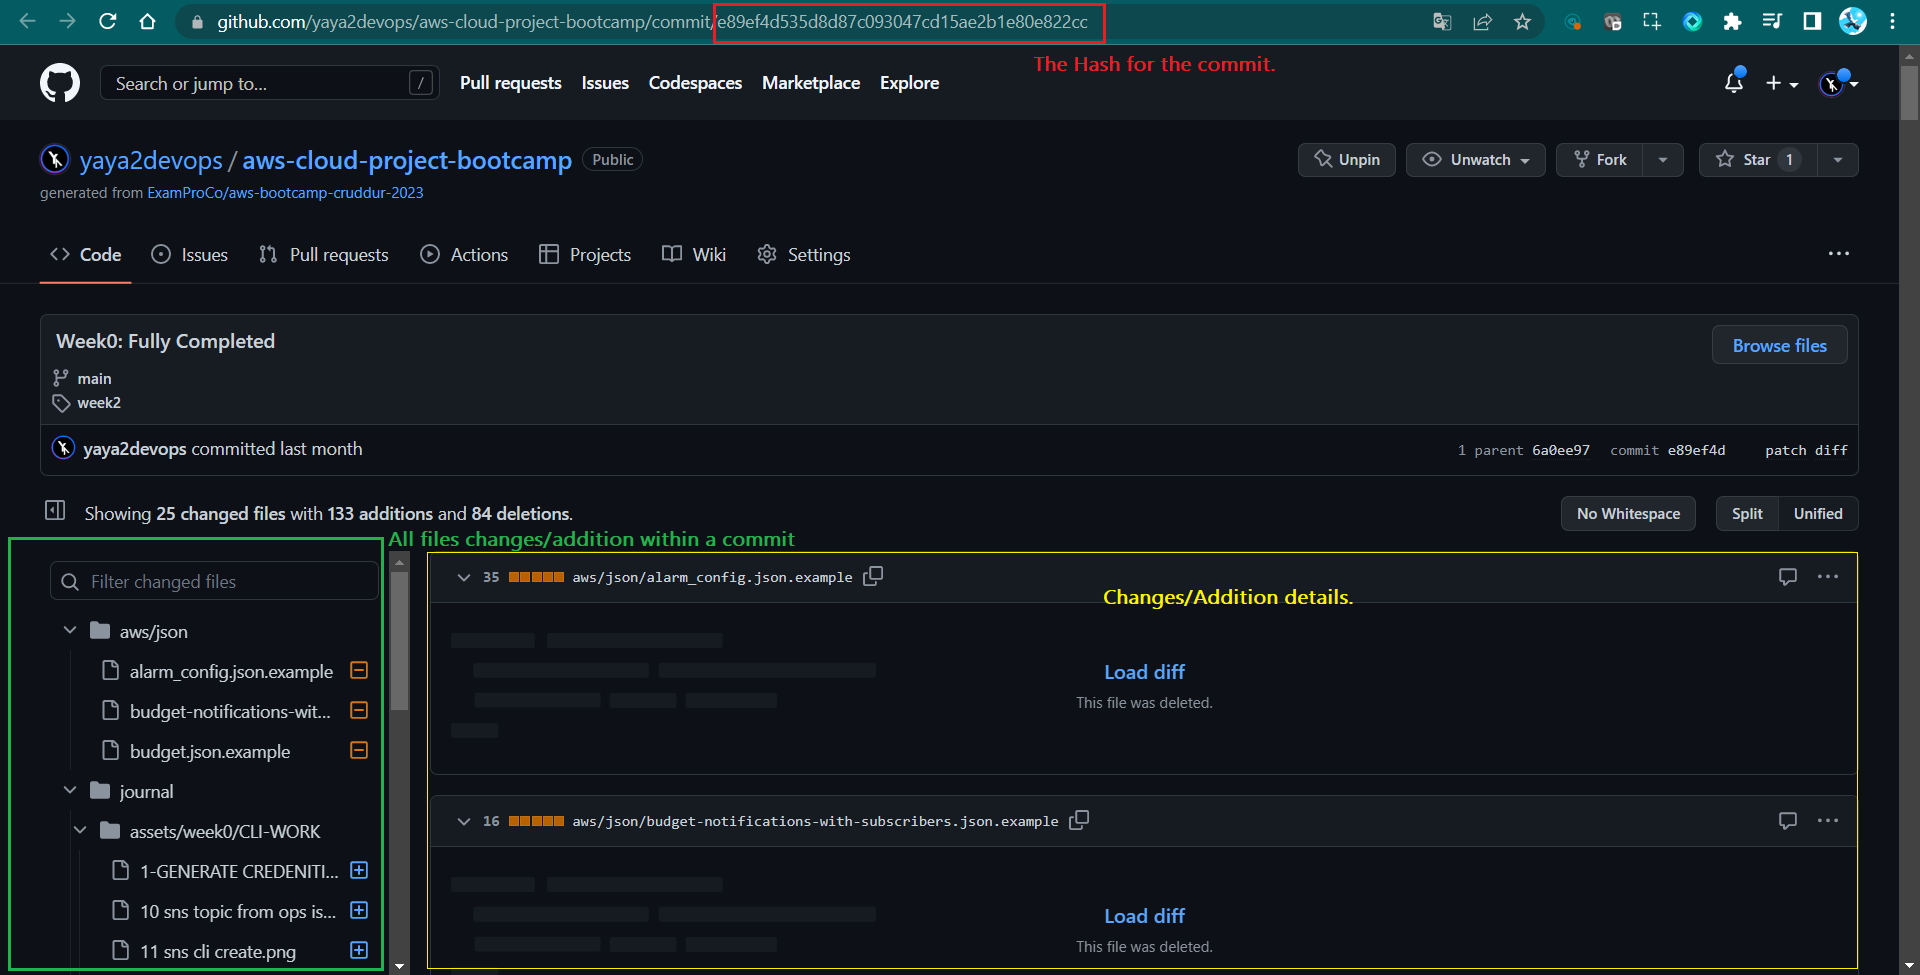 github.com/yaya2devops/aws-cloud-project-bootcamp/commit/e89ef4d535d8d87c093047cd15ae2b1e80e822cc
The Hash for the commit.
Search or jump to... /
Pull requests Issues Codespaces Marketplace Explore
yaya2devops / aws-cloud-project-bootcamp Public
Unpin Unwatch Fork Star 1
generated from ExamProCo/aws-bootcamp-cruddur-2023
Code Issues Pull requests Actions Projects Wiki Settings
Week0: Fully Completed
Browse files
main
week2
yaya2devops committed last month
1 parent 6a0ee97 commit e89ef4d patch diff
Showing 25 changed files with 133 additions and 84 deletions.
No Whitespace Split Unified
All files changes/addition within a commit
Filter changed files
aws/json
alarm_config.json.example
budget-notifications-wit...
budget.json.example
journal
assets/week0/CLI-WORK
1-GENERATE CREDENITI...
10 sns topic from ops is...
11 sns cli create.png
35 aws/json/alarm_config.json.example
Changes/Addition details.
Load diff
This file was deleted.
16 aws/json/budget-notifications-with-subscribers.json.example
Load diff
This file was deleted.